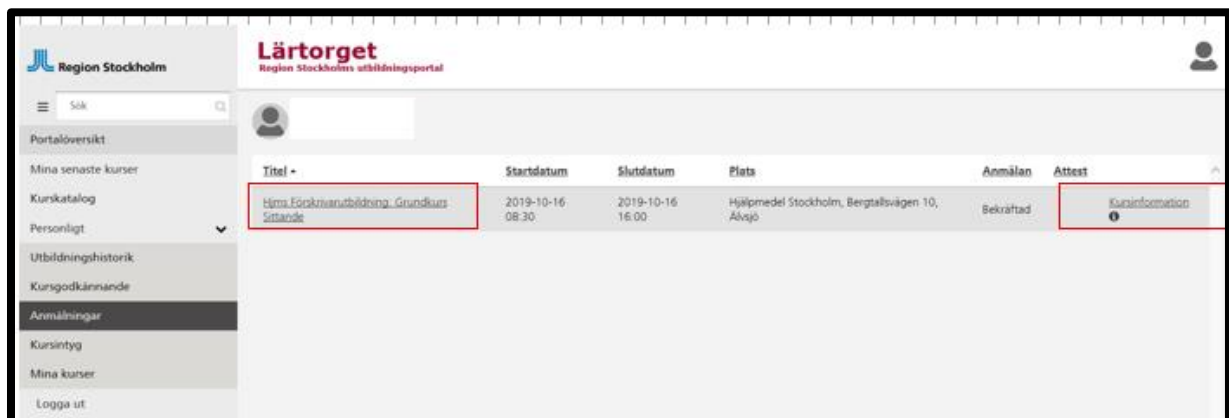 Region Stockholm
Lärtorget
Region Stockholms utbildningsportal
Sök
Portalöversikt
Mina senaste kurser
Kurskatalog
Personligt
Utbildningshistorik
Kursgodkännande
Anmälningar
Kursintyg
Mina kurser
Logga ut
Titel Startdatum Slutdatum Plats Anmälan Attest
Hjms Förskrivarutbildning, Grundkurs
Sittande
2019-10-16
08:30
2019-10-16
16:00
Hjälpmedel Stockholm, Bergtallsvägen 10,
Älvsjö
Bekräftad
Kursinformation